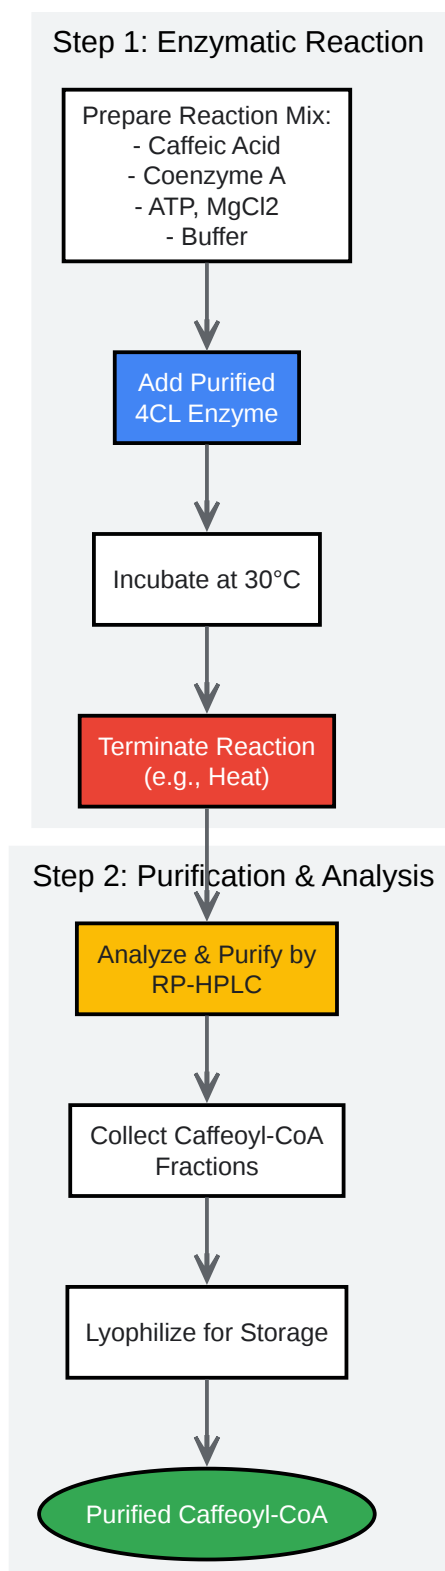 Step 1: Enzymatic Reaction
Prepare Reaction Mix:
- Caffeic Acid
- Coenzyme A
- ATP, MgCl2
- Buffer
Add Purified
4CL Enzyme
Incubate at 30°C
Terminate Reaction
(e.g., Heat)
Step 2: Purification & Analysis
Analyze & Purify by
RP-HPLC
Collect Caffeoyl-CoA
Fractions
Lyophilize for Storage
Purified Caffeoyl-CoA